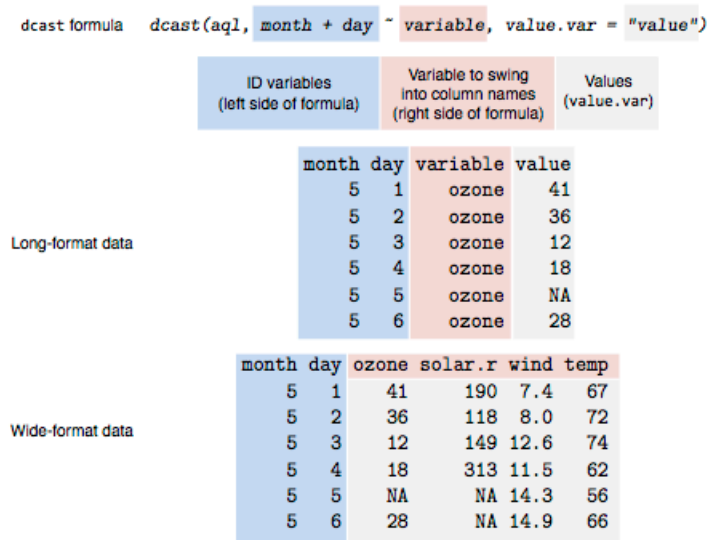 dcast formula dcast(aql, month + day ~ variable, value.var = "value")
ID variables
(left side of formula)
Variable to swing
into column names
(right side of formula)
Values
(value.var)
Long-format data
month day variable value
5 1 ozone 41
5 2 ozone 36
5 3 ozone 12
5 4 ozone 18
5 5 ozone NA
5 6 ozone 28
Wide-format data
month day ozone solar.r wind temp
5 1 41 190 7.4 67
5 2 36 118 8.0 72
5 3 12 149 12.6 74
5 4 18 313 11.5 62
5 5 NA NA 14.3 56
5 6 28 NA 14.9 66